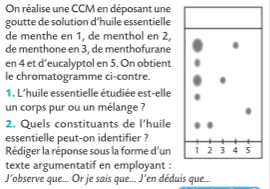 On réalise une CCM en déposant une
goutte de solution d'huile essentielle
de menthe en 1, de menthol en 2,
de menthone en 3, de menthofurane
en 4 et d'eucalyptol en 5. On obtient
le chromatogramme ci-contre.
1. L'huile essentielle étudiée est-elle
un corps pur ou un mélange ?
2. Quels constituants de l'huile
essentielle peut-on identifier ?
Rédiger la réponse sous la forme d'un
texte argumentatif en employant :
J'observe que... Or je sais que... J'en déduis que...
1 2 3 4 5